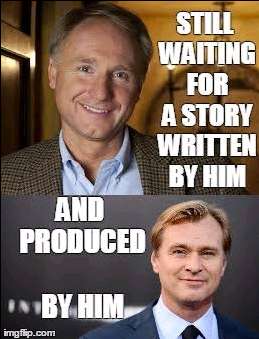 STILL
WAITING
FOR
A STORY
WRITTEN
BY HIM
AND
PRODUCED
BY HIM
imgflip.com